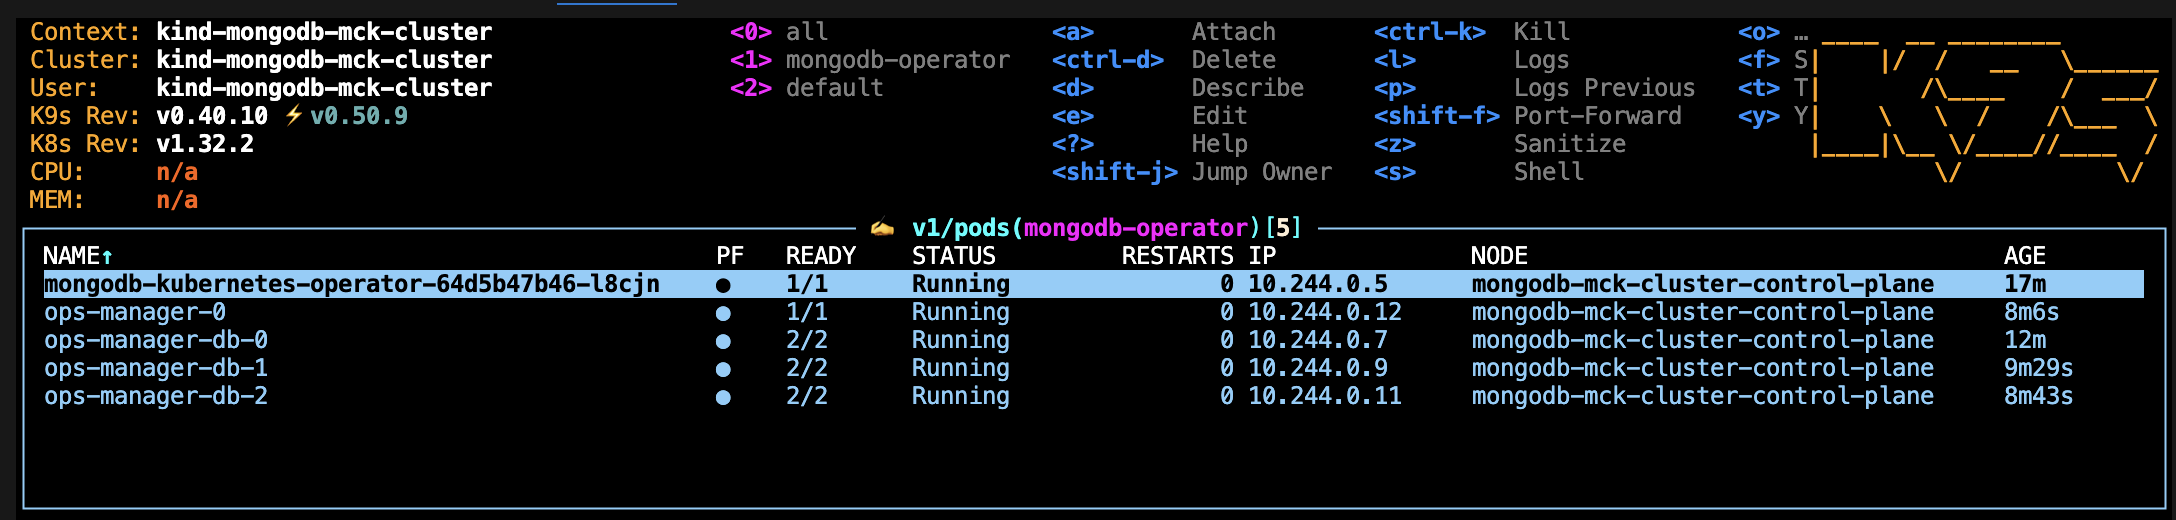 Context: kind-mongodb-mck-cluster <0> all <a> Attach <ctrl-k> Kill <o> …
Cluster: kind-mongodb-mck-cluster <1> mongodb-operator <ctrl-d> Delete <l> Logs <f> S
User: kind-mongodb-mck-cluster <2> default <d> Describe <p> Logs Previous <t> T
K9s Rev: v0.40.10 ⚡v0.50.9 <e> Edit <shift-f> Port-Forward <y> Y
K8s Rev: v1.32.2 <?> Help <z> Sanitize
CPU: n/a <shift-j> Jump Owner <s> Shell
MEM: n/a
✍️ v1/pods(mongodb-operator)[5]
NAME↑ PF READY STATUS RESTARTS IP NODE AGE
mongodb-kubernetes-operator-64d5b47b46-l8cjn ● 1/1 Running 0 10.244.0.5 mongodb-mck-cluster-control-plane 17m
ops-manager-0 ● 1/1 Running 0 10.244.0.12 mongodb-mck-cluster-control-plane 8m6s
ops-manager-db-0 ● 2/2 Running 0 10.244.0.7 mongodb-mck-cluster-control-plane 12m
ops-manager-db-1 ● 2/2 Running 0 10.244.0.9 mongodb-mck-cluster-control-plane 9m29s
ops-manager-db-2 ● 2/2 Running 0 10.244.0.11 mongodb-mck-cluster-control-plane 8m43s